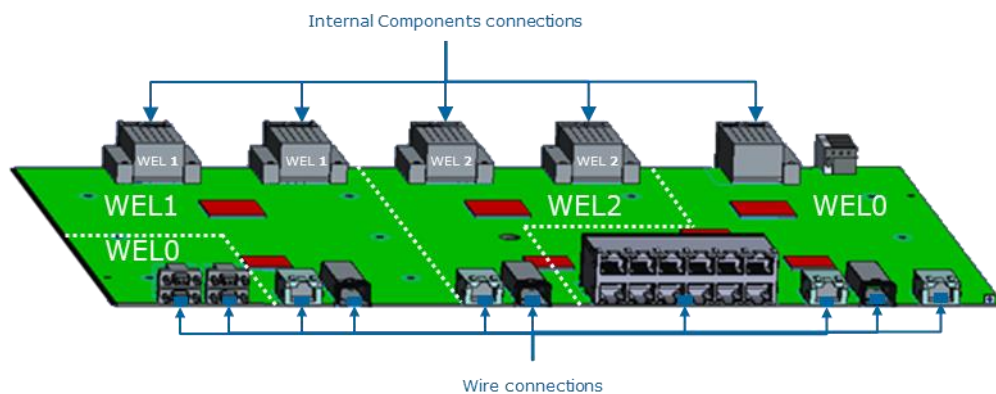 Internal Components connections
WEL 1
WEL 1
WEL 2
WEL 2
WEL1
WEL2
WEL0
WEL0
Wire connections